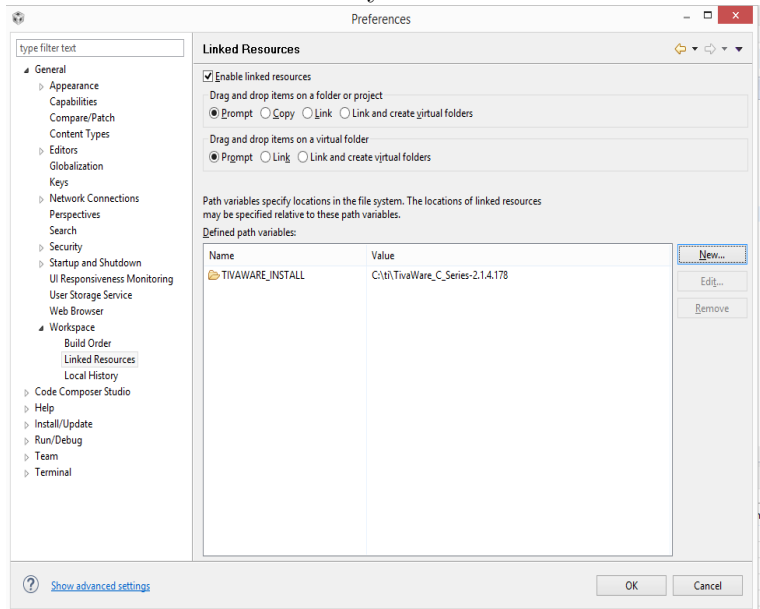 Preferences
type filter text
General
Appearance
Capabilities
Compare/Patch
Content Types
Editors
Globalization
Keys
Network Connections
Perspectives
Search
Security
Startup and Shutdown
UI Responsiveness Monitoring
User Storage Service
Web Browser
Workspace
Build Order
Linked Resources
Local History
Code Composer Studio
Help
Install/Update
Run/Debug
Team
Terminal
Linked Resources
Enable linked resources
Drag and drop items on a folder or project
Prompt Copy Link Link and create virtual folders
Drag and drop items on a virtual folder
Prompt Link Link and create virtual folders
Path variables specify locations in the file system. The locations of linked resources
may be specified relative to these path variables.
Defined path variables:
Name Value
TIVAWARE_INSTALL C:\ti\TivaWare_C_Series-2.1.4.178
New...
Edit...
Remove
Show advanced settings
OK Cancel